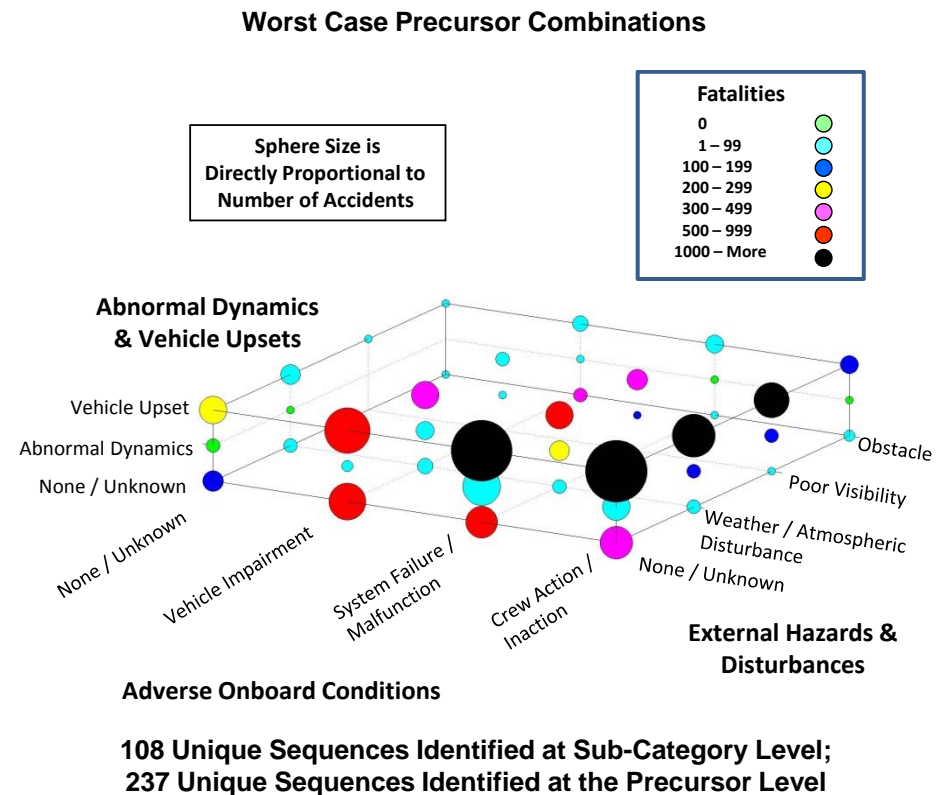 Worst Case Precursor Combinations
Fatalities
0
1 – 99
100 – 199
200 – 299
300 – 499
500 – 999
1000 – More
Sphere Size is
Directly Proportional to
Number of Accidents
Abnormal Dynamics
& Vehicle Upsets
Vehicle Upset
Abnormal Dynamics
None / Unknown
None / Unknown
Vehicle Impairment
System Failure /
Malfunction
Crew Action /
Inaction
Obstacle
Poor Visibility
Weather / Atmospheric
Disturbance
None / Unknown
External Hazards &
Disturbances
Adverse Onboard Conditions
108 Unique Sequences Identified at Sub-Category Level;
237 Unique Sequences Identified at the Precursor Level